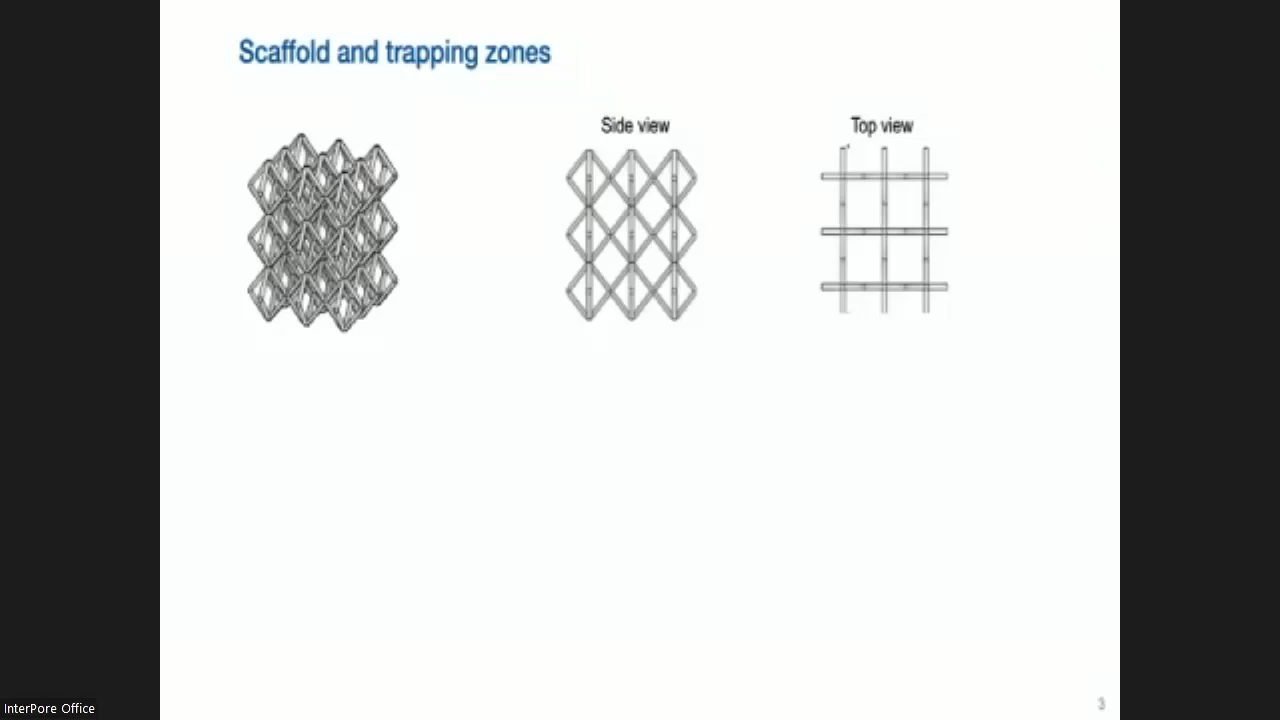 Scaffold and trapping zones
Side view
Top view
3
InterPore Office